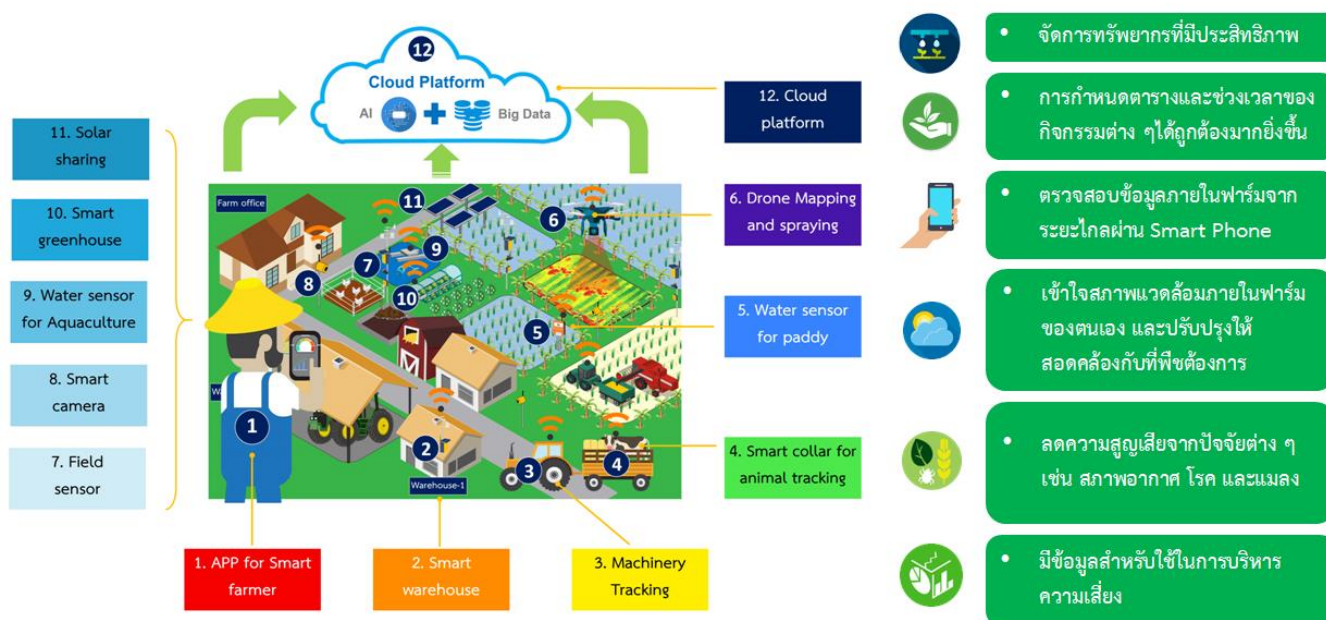 12
Cloud Platform
AI
Big Data
11. Solar
sharing
10. Smart
greenhouse
9. Water sensor
for Aquaculture
8. Smart
camera
7. Field
sensor
Farm office
11
6
9
7
8
10
5
1
2
3
4
Warehouse-1
1. APP for Smart
farmer
2. Smart
warehouse
3. Machinery
Tracking
12. Cloud
platform
6. Drone Mapping
and spraying
5. Water sensor
for paddy
4. Smart collar for
animal tracking
• จัดการทรัพยากรที่มีประสิทธิภาพ
• การกำหนดตารางและช่วงเวลาของ
กิจกรรมต่าง ๆได้ถูกต้องมากยิ่งขึ้น
• ตรวจสอบข้อมูลภายในฟาร์มจาก
ระยะไกลผ่าน Smart Phone
• เข้าใจสภาพแวดล้อมภายในฟาร์ม
ของตนเอง และปรับปรุงให้
สอดคล้องกับที่พืชต้องการ
• ลดความสูญเสียจากปัจจัยต่าง ๆ
เช่น สภาพอากาศ โรค และแมลง
• มีข้อมูลสำหรับใช้ในการบริหาร
ความเสี่ยง